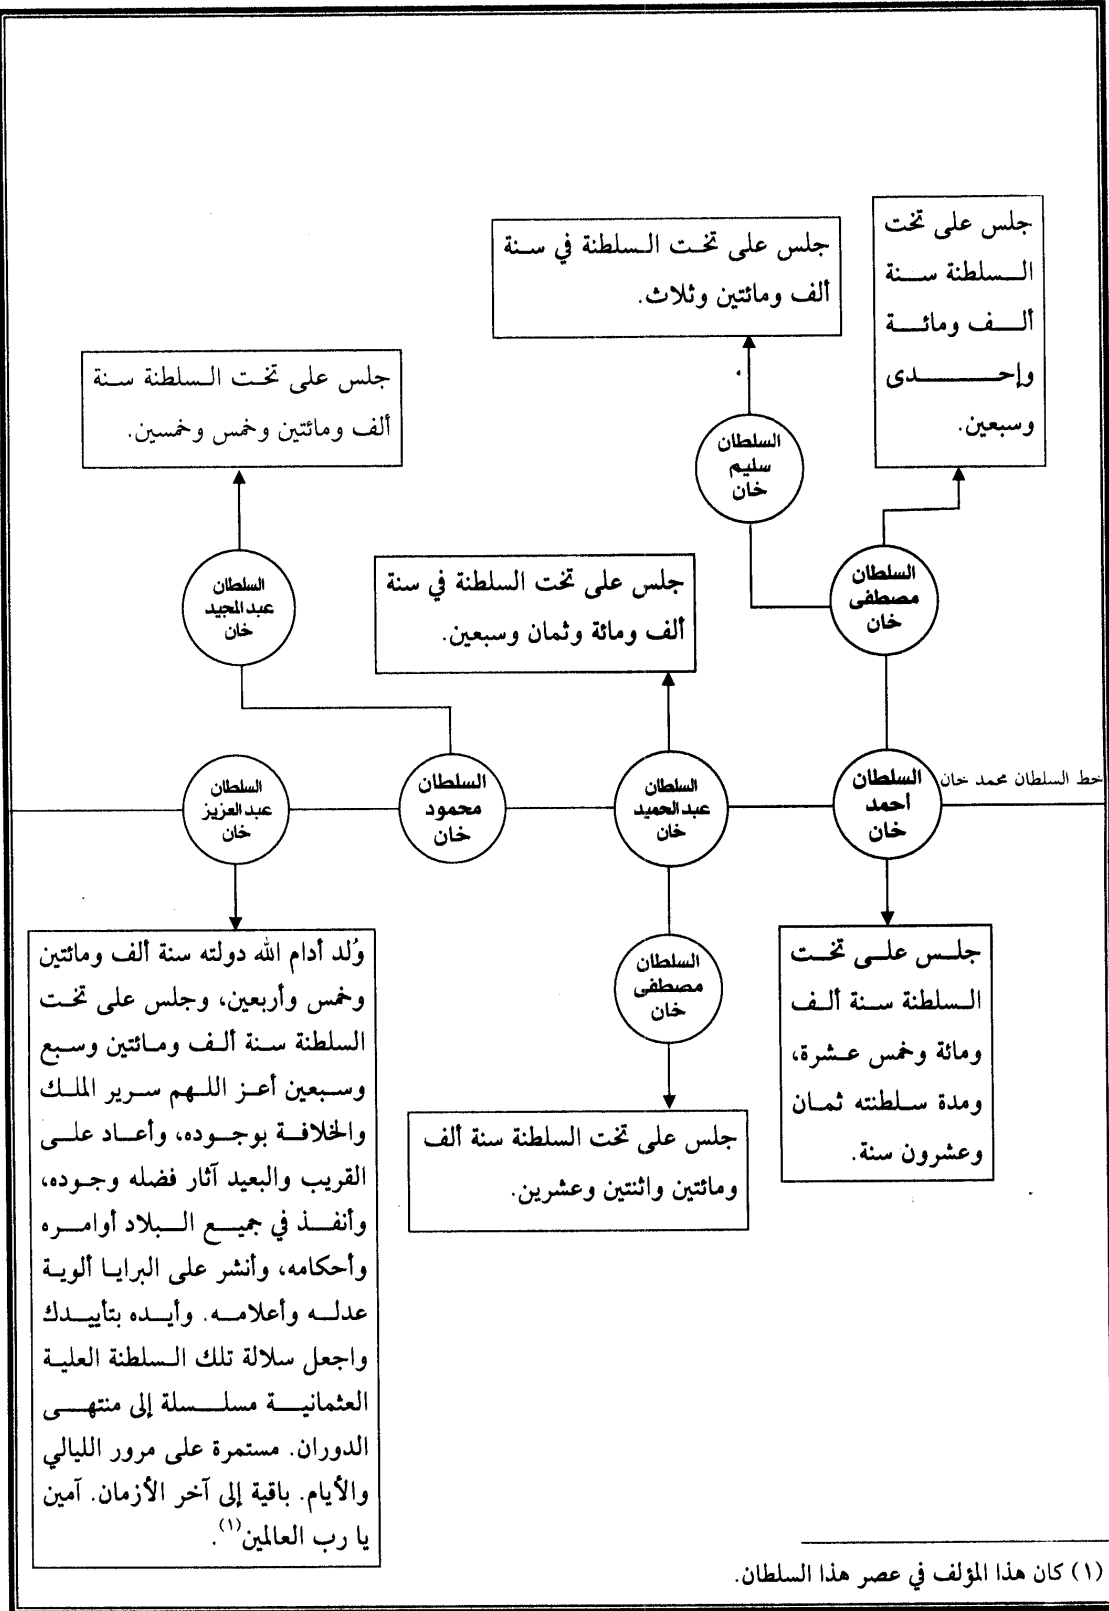 جلس على تخت
السلطنة سنة
ألف ومائة
وإحدى
وسبعين.
جلس على تخت السلطنة في سنة
ألف ومائتين وثلاث.
جلس على تخت السلطنة سنة
ألف ومائتين وخمس وخمسين.
السلطان
سليم
خان
السلطان
مصطفى
خان
جلس على تخت السلطنة في سنة
ألف ومائة وثمان وسبعين.
السلطان
عبد المجيد
خان
خط السلطان محمد خان
السلطان
أحمد
خان
السلطان
عبد الحميد
خان
السلطان
محمود
خان
السلطان
عبد العزيز
خان
جلس على تخت
السلطنة سنة ألف
ومائة وخمس عشرة،
ومدة سلطنته ثمان
وعشرون سنة.
السلطان
مصطفى
خان
جلس على تخت السلطنة سنة ألف
ومائتين واثنتين وعشرين.
وُلد أدام الله دولته سنة ألف ومائتين
وخمس وأربعين، وجلس على تخت
السلطنة سنة ألف ومائتين وسبع
وسبعين أعز اللهم سرير الملك
والخلافة بوجوده، وأعاد على
القريب والبعيد آثار فضله وجوده،
وأنفذ في جميع البلاد أوامره
وأحكامه، وأنشر على البرايا ألوية
عدله وأعلامه. وأيده بتأييدك
واجعل سلالة تلك السلطنة العلية
العثمانية مسلسلة إلى منتهى
الدوران. مستمرة على مرور الليالي
والأيام. باقية إلى آخر الأزمان. آمين
يا رب العالمين(١).
(١) كان هذا المؤلف في عصر هذا السلطان.